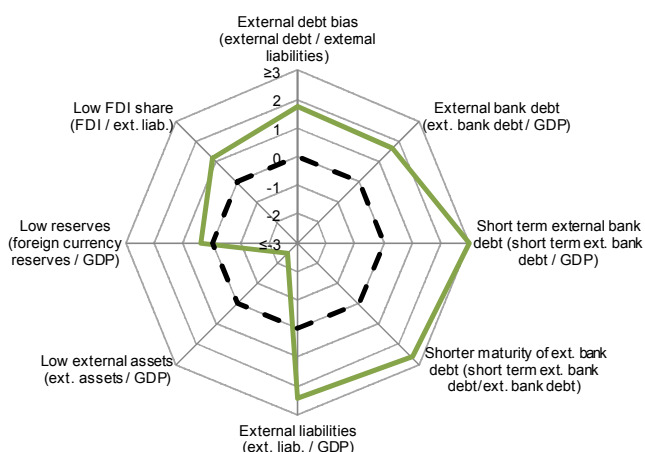 External debt bias
(external debt / external
liabilities)
≥3
2
1
0
-1
-2
≤-3
External bank debt
(ext. bank debt / GDP)
Short term external bank
debt (short term ext. bank
debt / GDP)
Shorter maturity of ext. bank
debt (short term ext. bank
debt/ext. bank debt)
External liabilities
(ext. liab. / GDP)
Low external assets
(ext. assets / GDP)
Low reserves
(foreign currency
reserves / GDP)
Low FDI share
(FDI / ext. liab.)